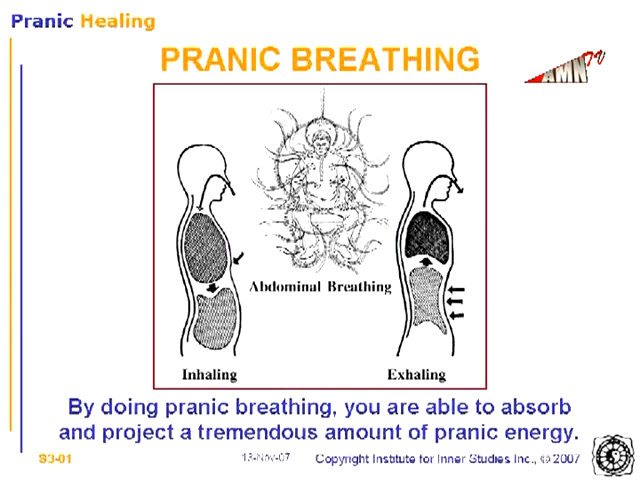 Pranic Healing
PRANIC BREATHING
AMN TV
Abdominal Breathing
Inhaling
Exhaling
By doing pranic breathing, you are able to absorb
and project a tremendous amount of pranic energy.
S3-01
13-Nov-07
Copyright Institute for Inner Studies Inc., © 2007